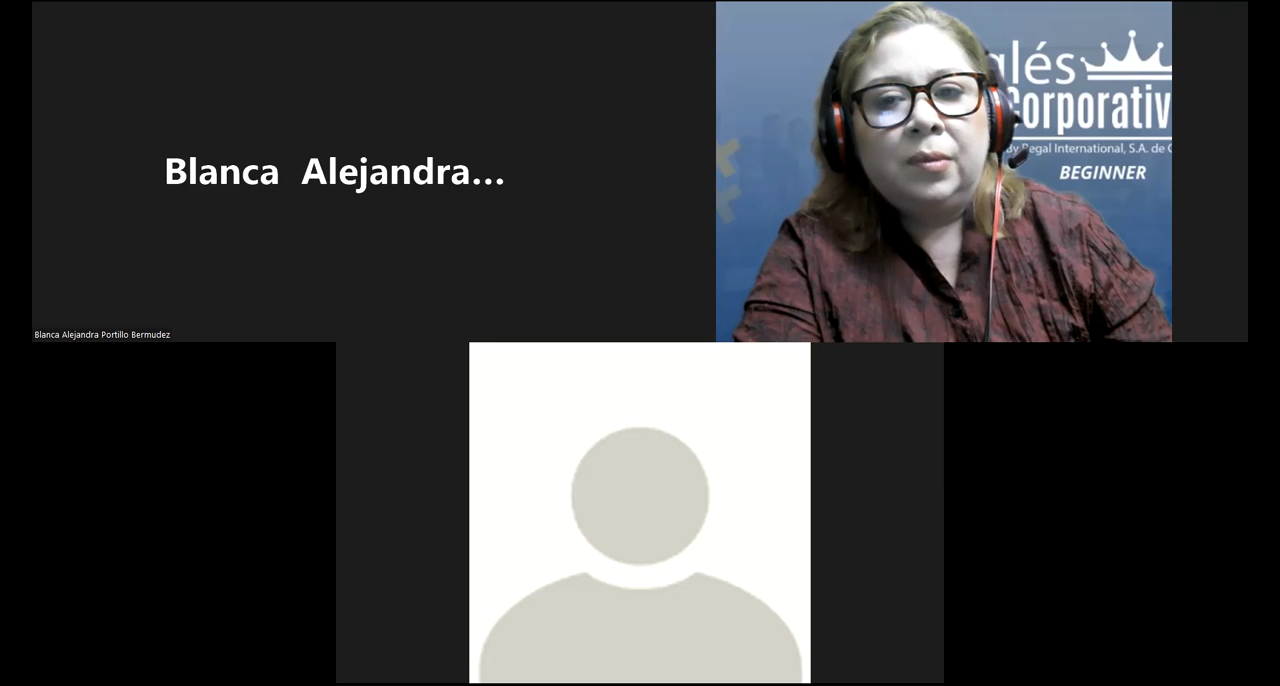 Blanca Alejandra...
Blanca Alejandra Portillo Bermudez
glés
Corporativ
By Regal International, S.A. de C
BEGINNER